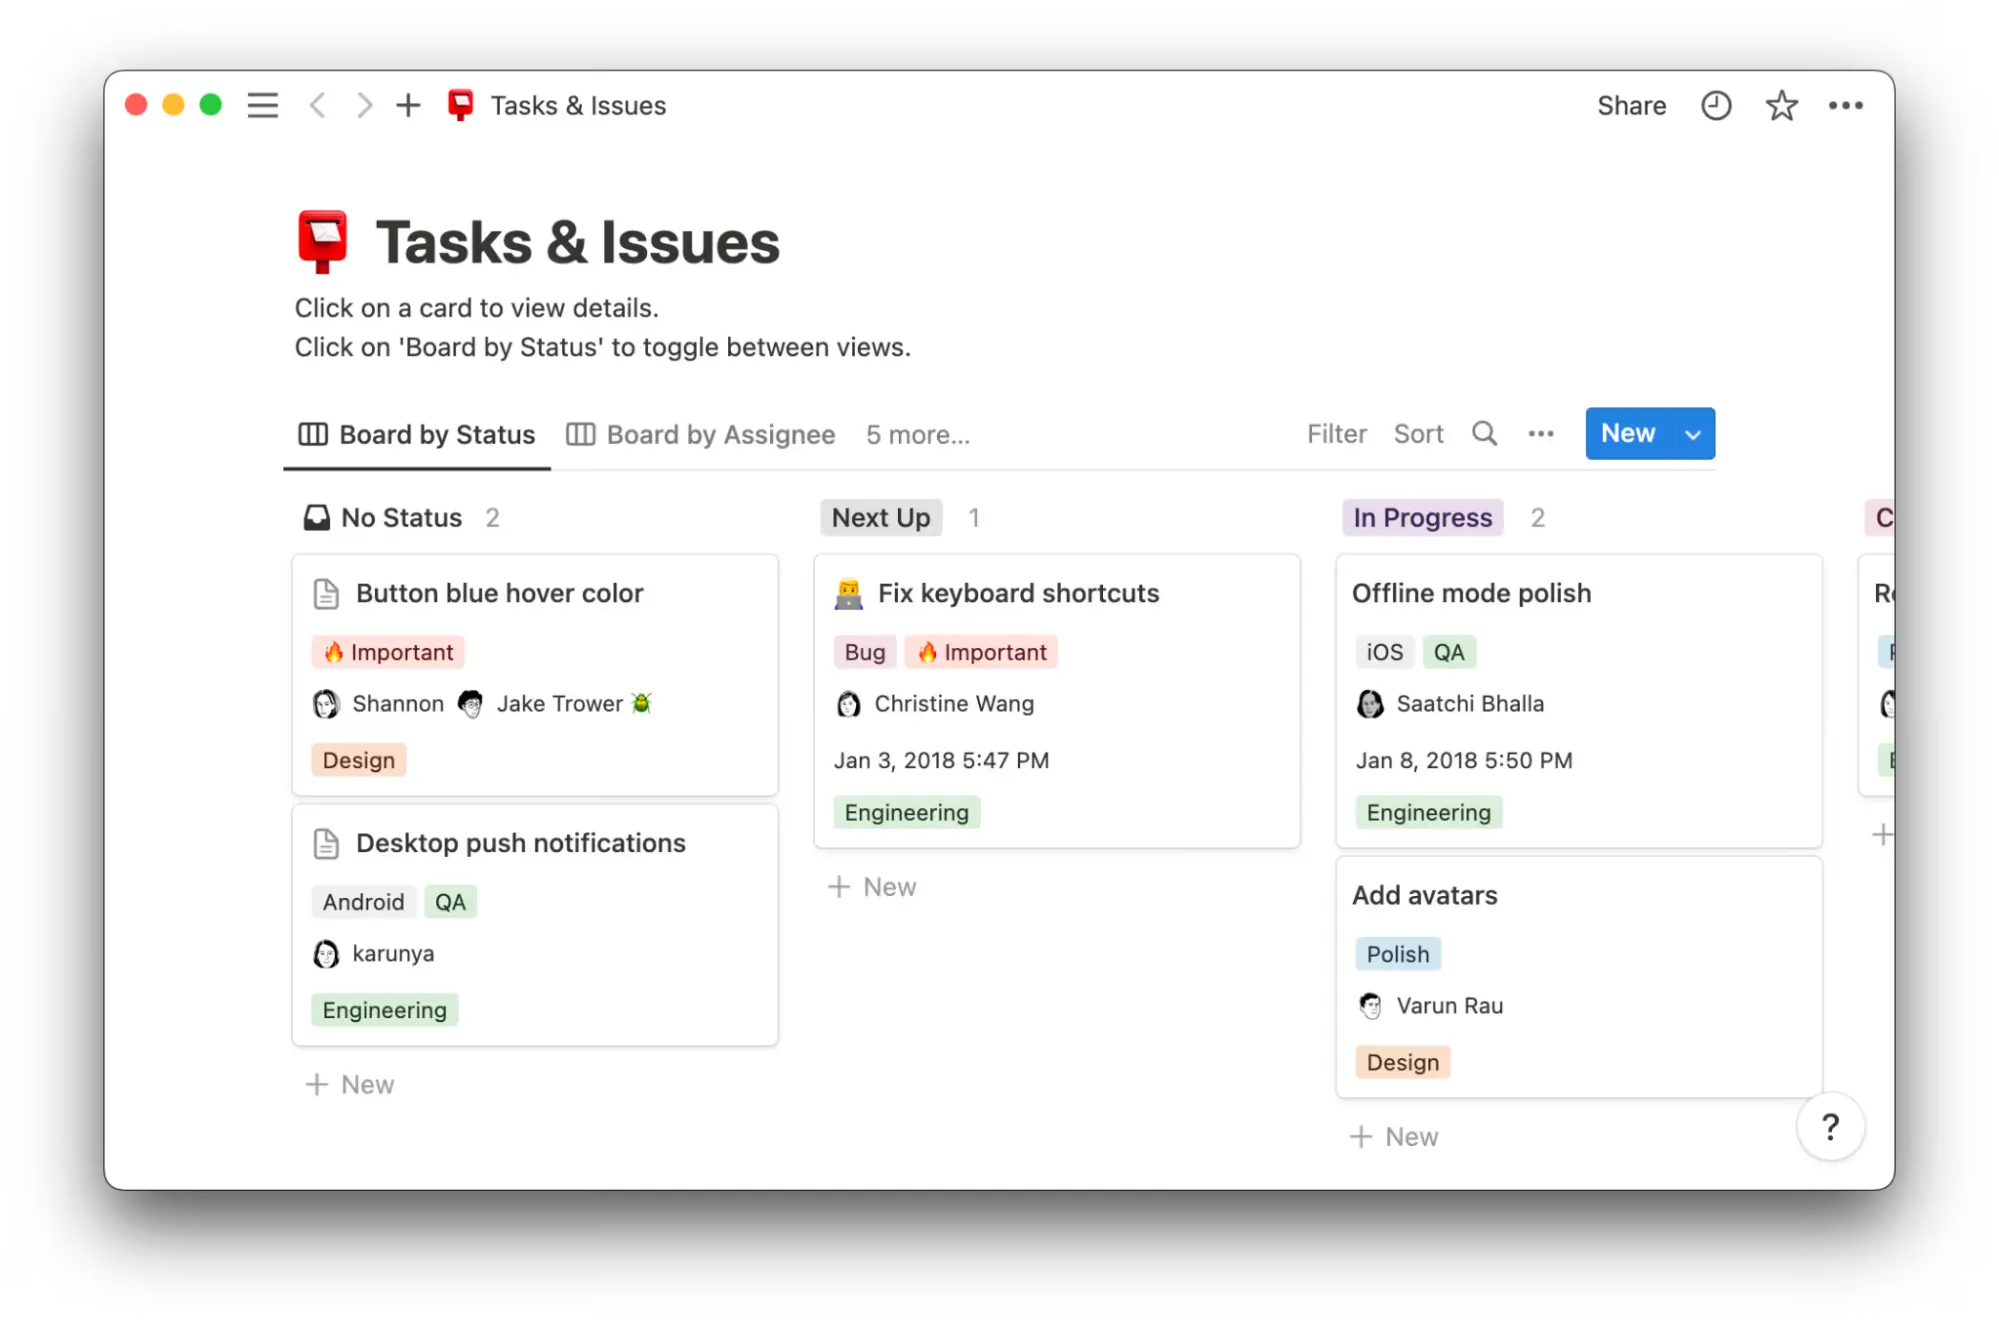 Tasks & Issues
Share
Tasks & Issues
Click on a card to view details.
Click on 'Board by Status' to toggle between views.
Board by Status Board by Assignee 5 more...
Filter Sort New
No Status 2
Button blue hover color
Important
Shannon Jake Trower
Design
Desktop push notifications
Android QA
karunya
Engineering
+ New
Next Up 1
Fix keyboard shortcuts
Bug Important
Christine Wang
Jan 3, 2018 5:47 PM
Engineering
+ New
In Progress 2
Offline mode polish
iOS QA
Saatchi Bhalla
Jan 8, 2018 5:50 PM
Engineering
Add avatars
Polish
Varun Rau
Design
+ New
?